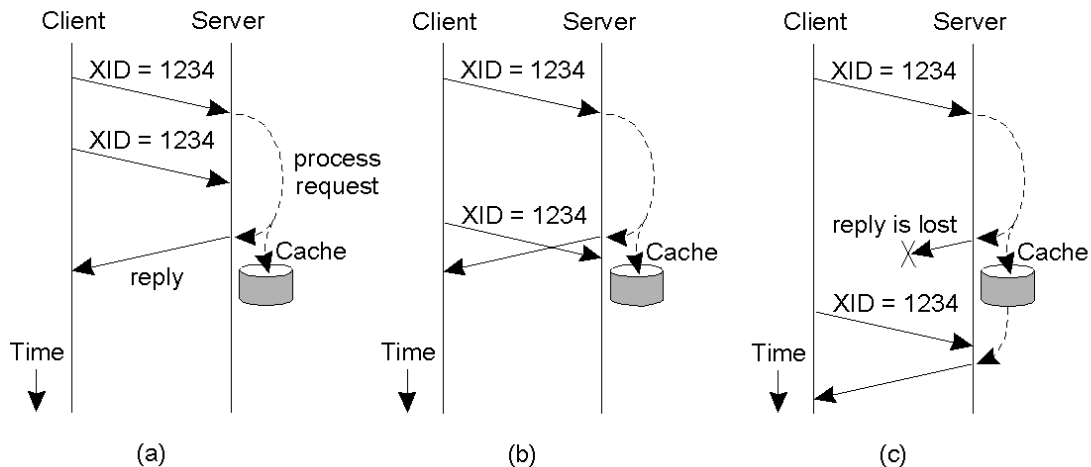 Client Server
XID = 1234
XID = 1234
process
request
Cache
reply
Time
(a)
Client Server
XID = 1234
XID = 1234
Cache
Time
(b)
Client Server
XID = 1234
reply is lost
Cache
XID = 1234
Time
(c)